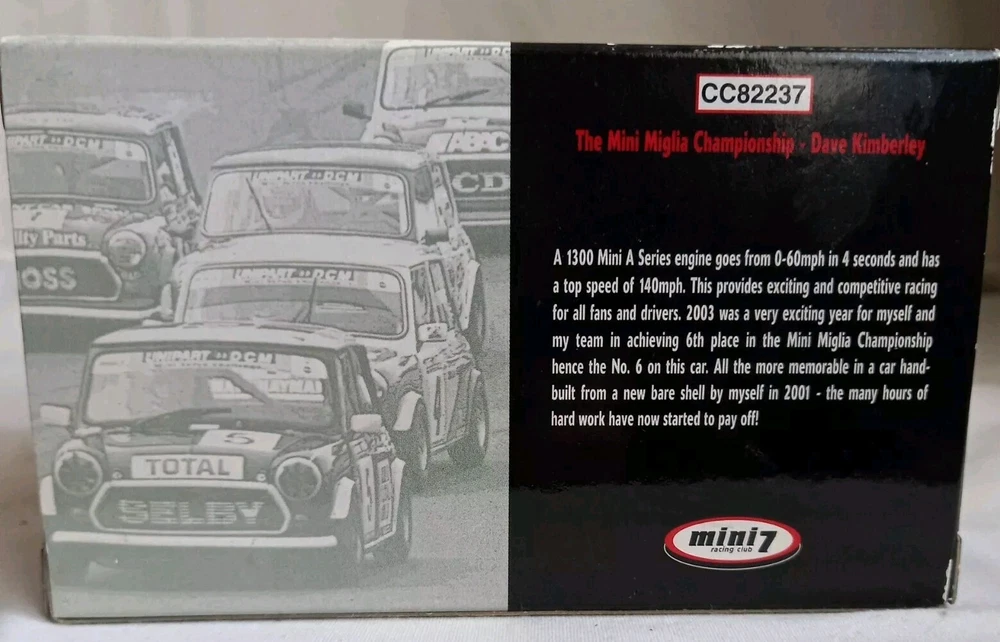 UNIPART D.C.M
UNIPART D.C.M
ABAC
CD
lity Parts
OSS
UNIPART D.C.M
UNIPART D.C.M
5
TOTAL
SELBY
CC82237
The Mini Miglia Championship - Dave Kimberley
A 1300 Mini A Series engine goes from 0-60mph in 4 seconds and has
a top speed of 140mph. This provides exciting and competitive racing
for all fans and drivers. 2003 was a very exciting year for myself and
my team in achieving 6th place in the Mini Miglia Championship
hence the No. 6 on this car. All the more memorable in a car hand-
built from a new bare shell by myself in 2001 - the many hours of
hard work have now started to pay off!
mini7
racing club